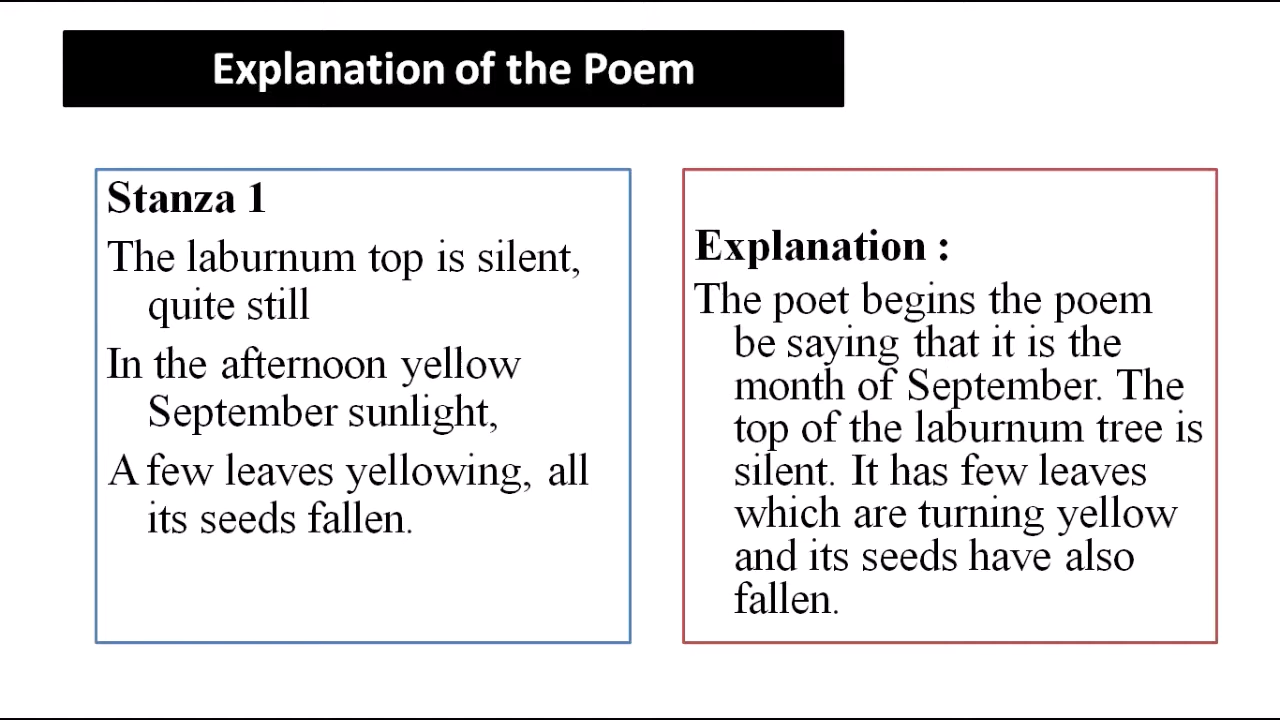 Explanation of the Poem
Stanza 1
The laburnum top is silent,
quite still
In the afternoon yellow
September sunlight,
A few leaves yellowing, all
its seeds fallen.
Explanation :
The poet begins the poem
be saying that it is the
month of September. The
top of the laburnum tree is
silent. It has few leaves
which are turning yellow
and its seeds have also
fallen.